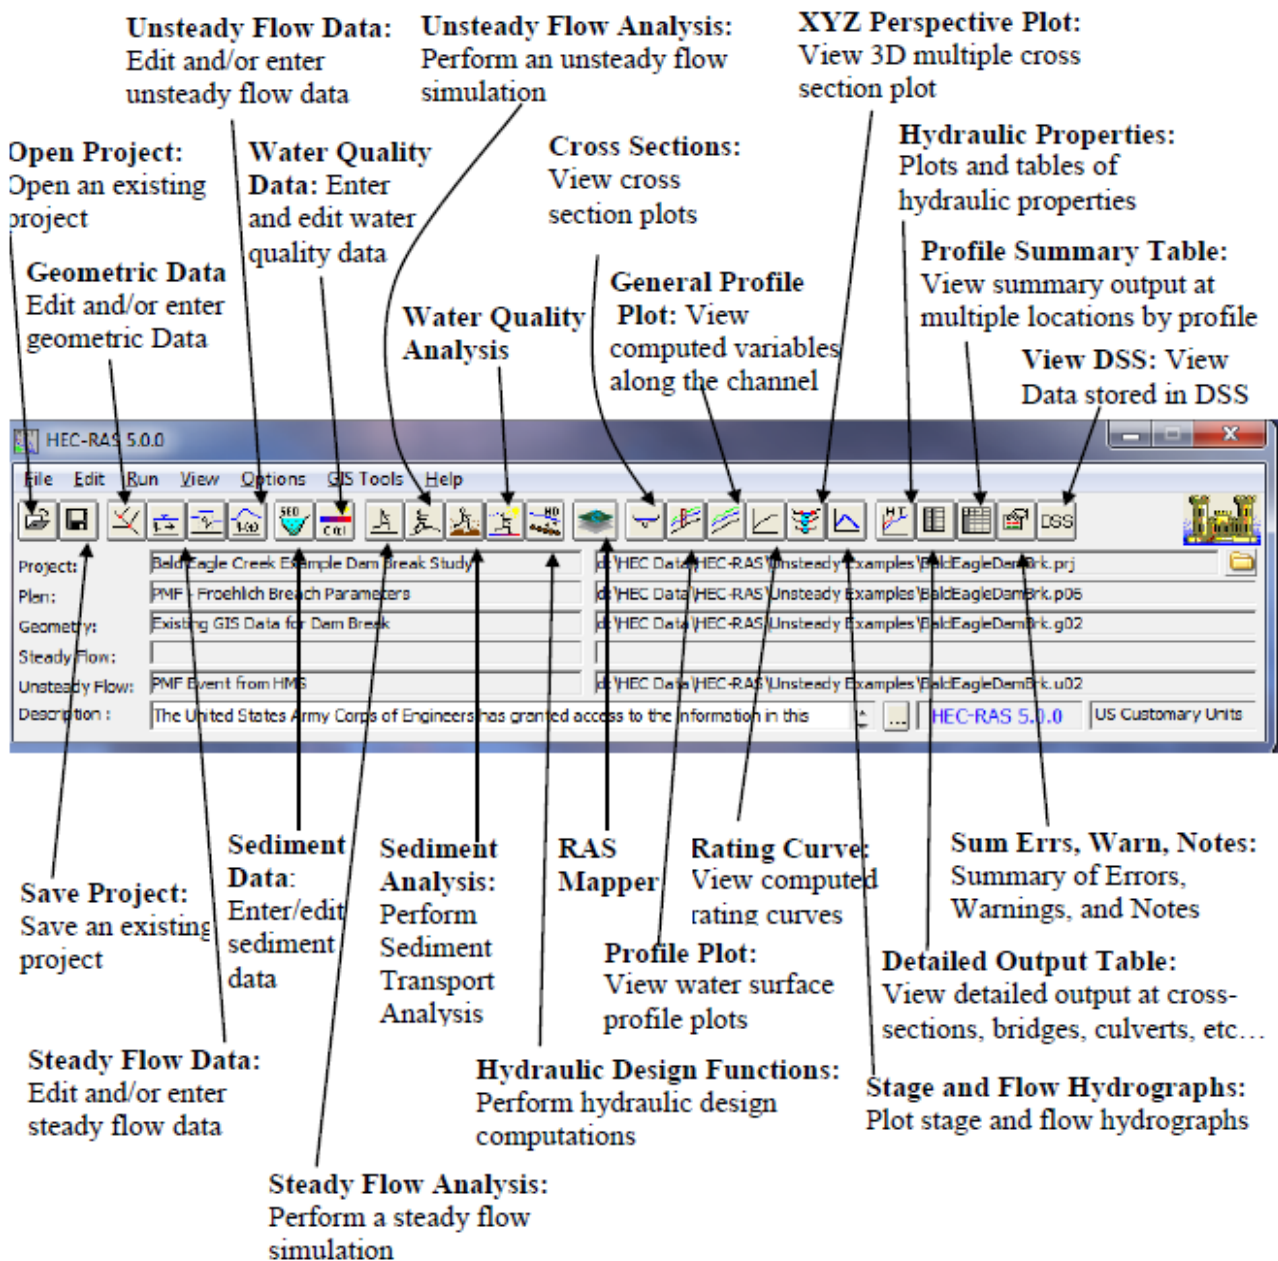 Unsteady Flow Data:
Edit and/or enter
unsteady flow data
Unsteady Flow Analysis:
Perform an unsteady flow
simulation
XYZ Perspective Plot:
View 3D multiple cross
section plot
Open Project:
Open an existing
project
Water Quality
Data: Enter
and edit water
quality data
Cross Sections:
View cross
section plots
Hydraulic Properties:
Plots and tables of
hydraulic properties
Geometric Data
Edit and/or enter
geometric Data
Water Quality
Analysis
General Profile
Plot: View
computed variables
along the channel
Profile Summary Table:
View summary output at
multiple locations by profile
View DSS: View
Data stored in DSS
HEC-RAS 5.0.0
File Edit Run View Options GIS Tools Help
SED
HD
HT
DSS
Project: Bald Eagle Creek Example Dam Break Study d:\HEC Data\HEC-RAS\Unsteady Examples\BaldEagleDamBrk.prj
Plan: PMF - Froehlich Breach Parameters d:\HEC Data\HEC-RAS\Unsteady Examples\BaldEagleDamBrk.p06
Geometry: Existing GIS Data for Dam Break d:\HEC Data\HEC-RAS\Unsteady Examples\BaldEagleDamBrk.g02
Steady Flow:
Unsteady Flow: PMF Event from HMS d:\HEC Data\HEC-RAS\Unsteady Examples\BaldEagleDamBrk.u02
Description : The United States Army Corps of Engineers has granted access to the information in this ... HEC-RAS 5.0.0 US Customary Units
Save Project:
Save an existing
project
Sediment
Data:
Enter/edit
sediment
data
Sediment
Analysis:
Perform
Sediment
Transport
Analysis
RAS
Mapper
Rating Curve:
View computed
rating curves
Sum Errs, Warn, Notes:
Summary of Errors,
Warnings, and Notes
Profile Plot:
View water surface
profile plots
Detailed Output Table:
View detailed output at cross-
sections, bridges, culverts, etc…
Steady Flow Data:
Edit and/or enter
steady flow data
Hydraulic Design Functions:
Perform hydraulic design
computations
Stage and Flow Hydrographs:
Plot stage and flow hydrographs
Steady Flow Analysis:
Perform a steady flow
simulation